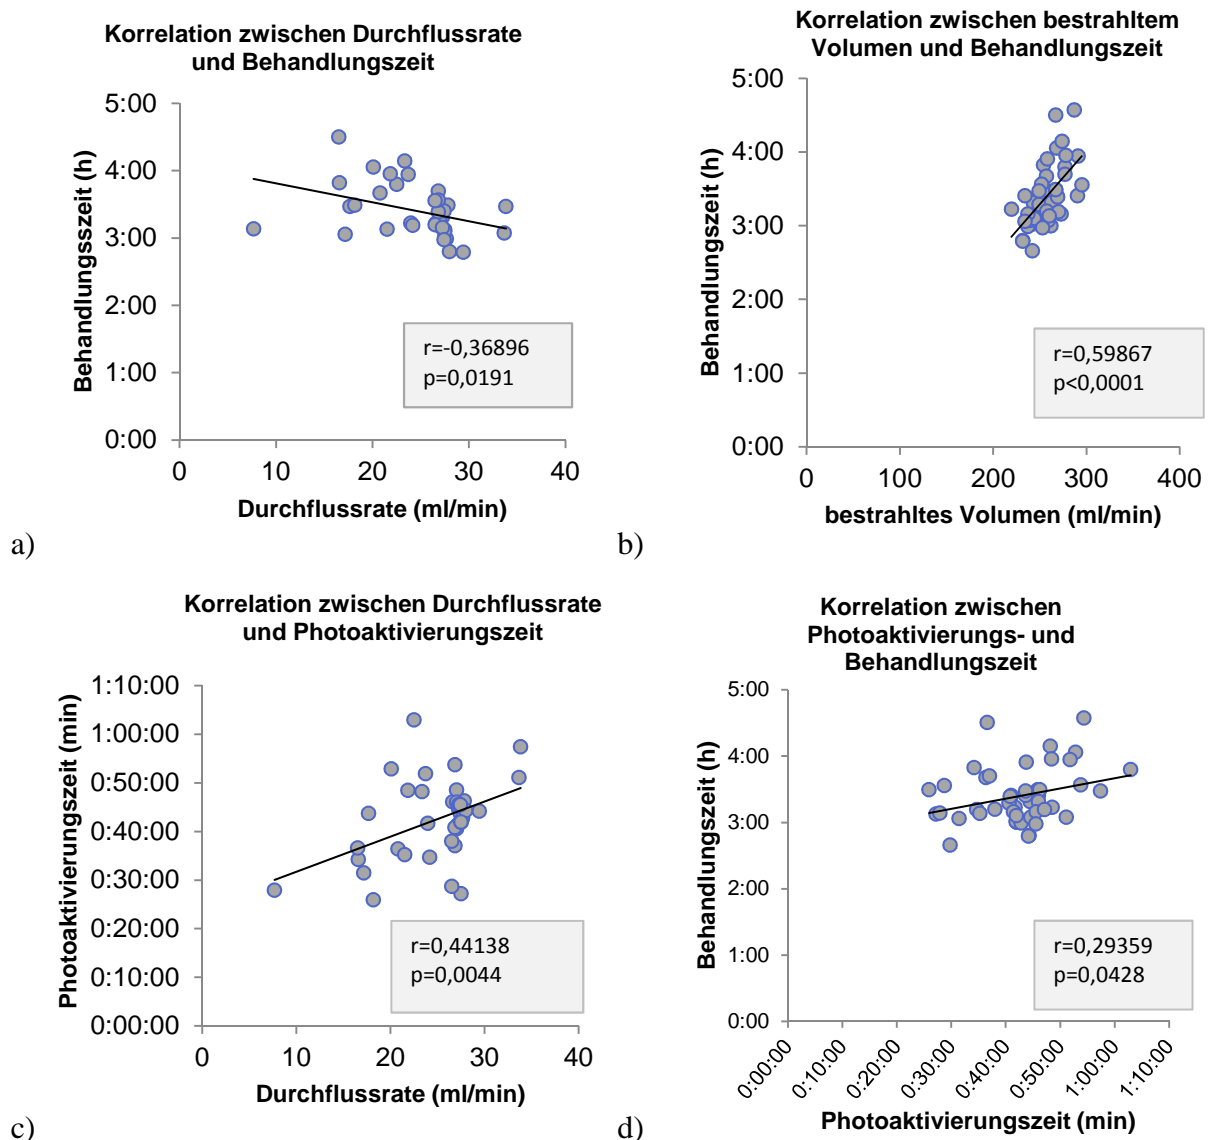 Korrelation zwischen Durchflussrate
und Behandlungszeit
5:00
4:00
3:00
2:00
1:00
0:00
Behandlungsszeit (h)
r=-0,36896
p=0,0191
0 10 20 30 40
Durchflussrate (ml/min)
a)
Korrelation zwischen bestrahltem
Volumen und Behandlungszeit
5:00
4:00
3:00
2:00
1:00
0:00
Behandlungszeit (h)
r=0,59867
p<0,0001
0 100 200 300 400
bestrahltes Volumen (ml/min)
b)
Korrelation zwischen Durchflussrate
und Photoaktivierungszeit
1:10:00
1:00:00
0:50:00
0:40:00
0:30:00
0:20:00
0:10:00
0:00:00
Photoaktivierungszeit (min)
r=0,44138
p=0,0044
0 10 20 30 40
Durchflussrate (ml/min)
c)
Korrelation zwischen
Photoaktivierungs- und
Behandlungszeit
5:00
4:00
3:00
2:00
1:00
0:00
Behandlungszeit (h)
r=0,29359
p=0,0428
0:00:00 0:10:00 0:20:00 0:30:00 0:40:00 0:50:00 1:00:00 1:10:00
Photoaktivierungszeit (min)
d)